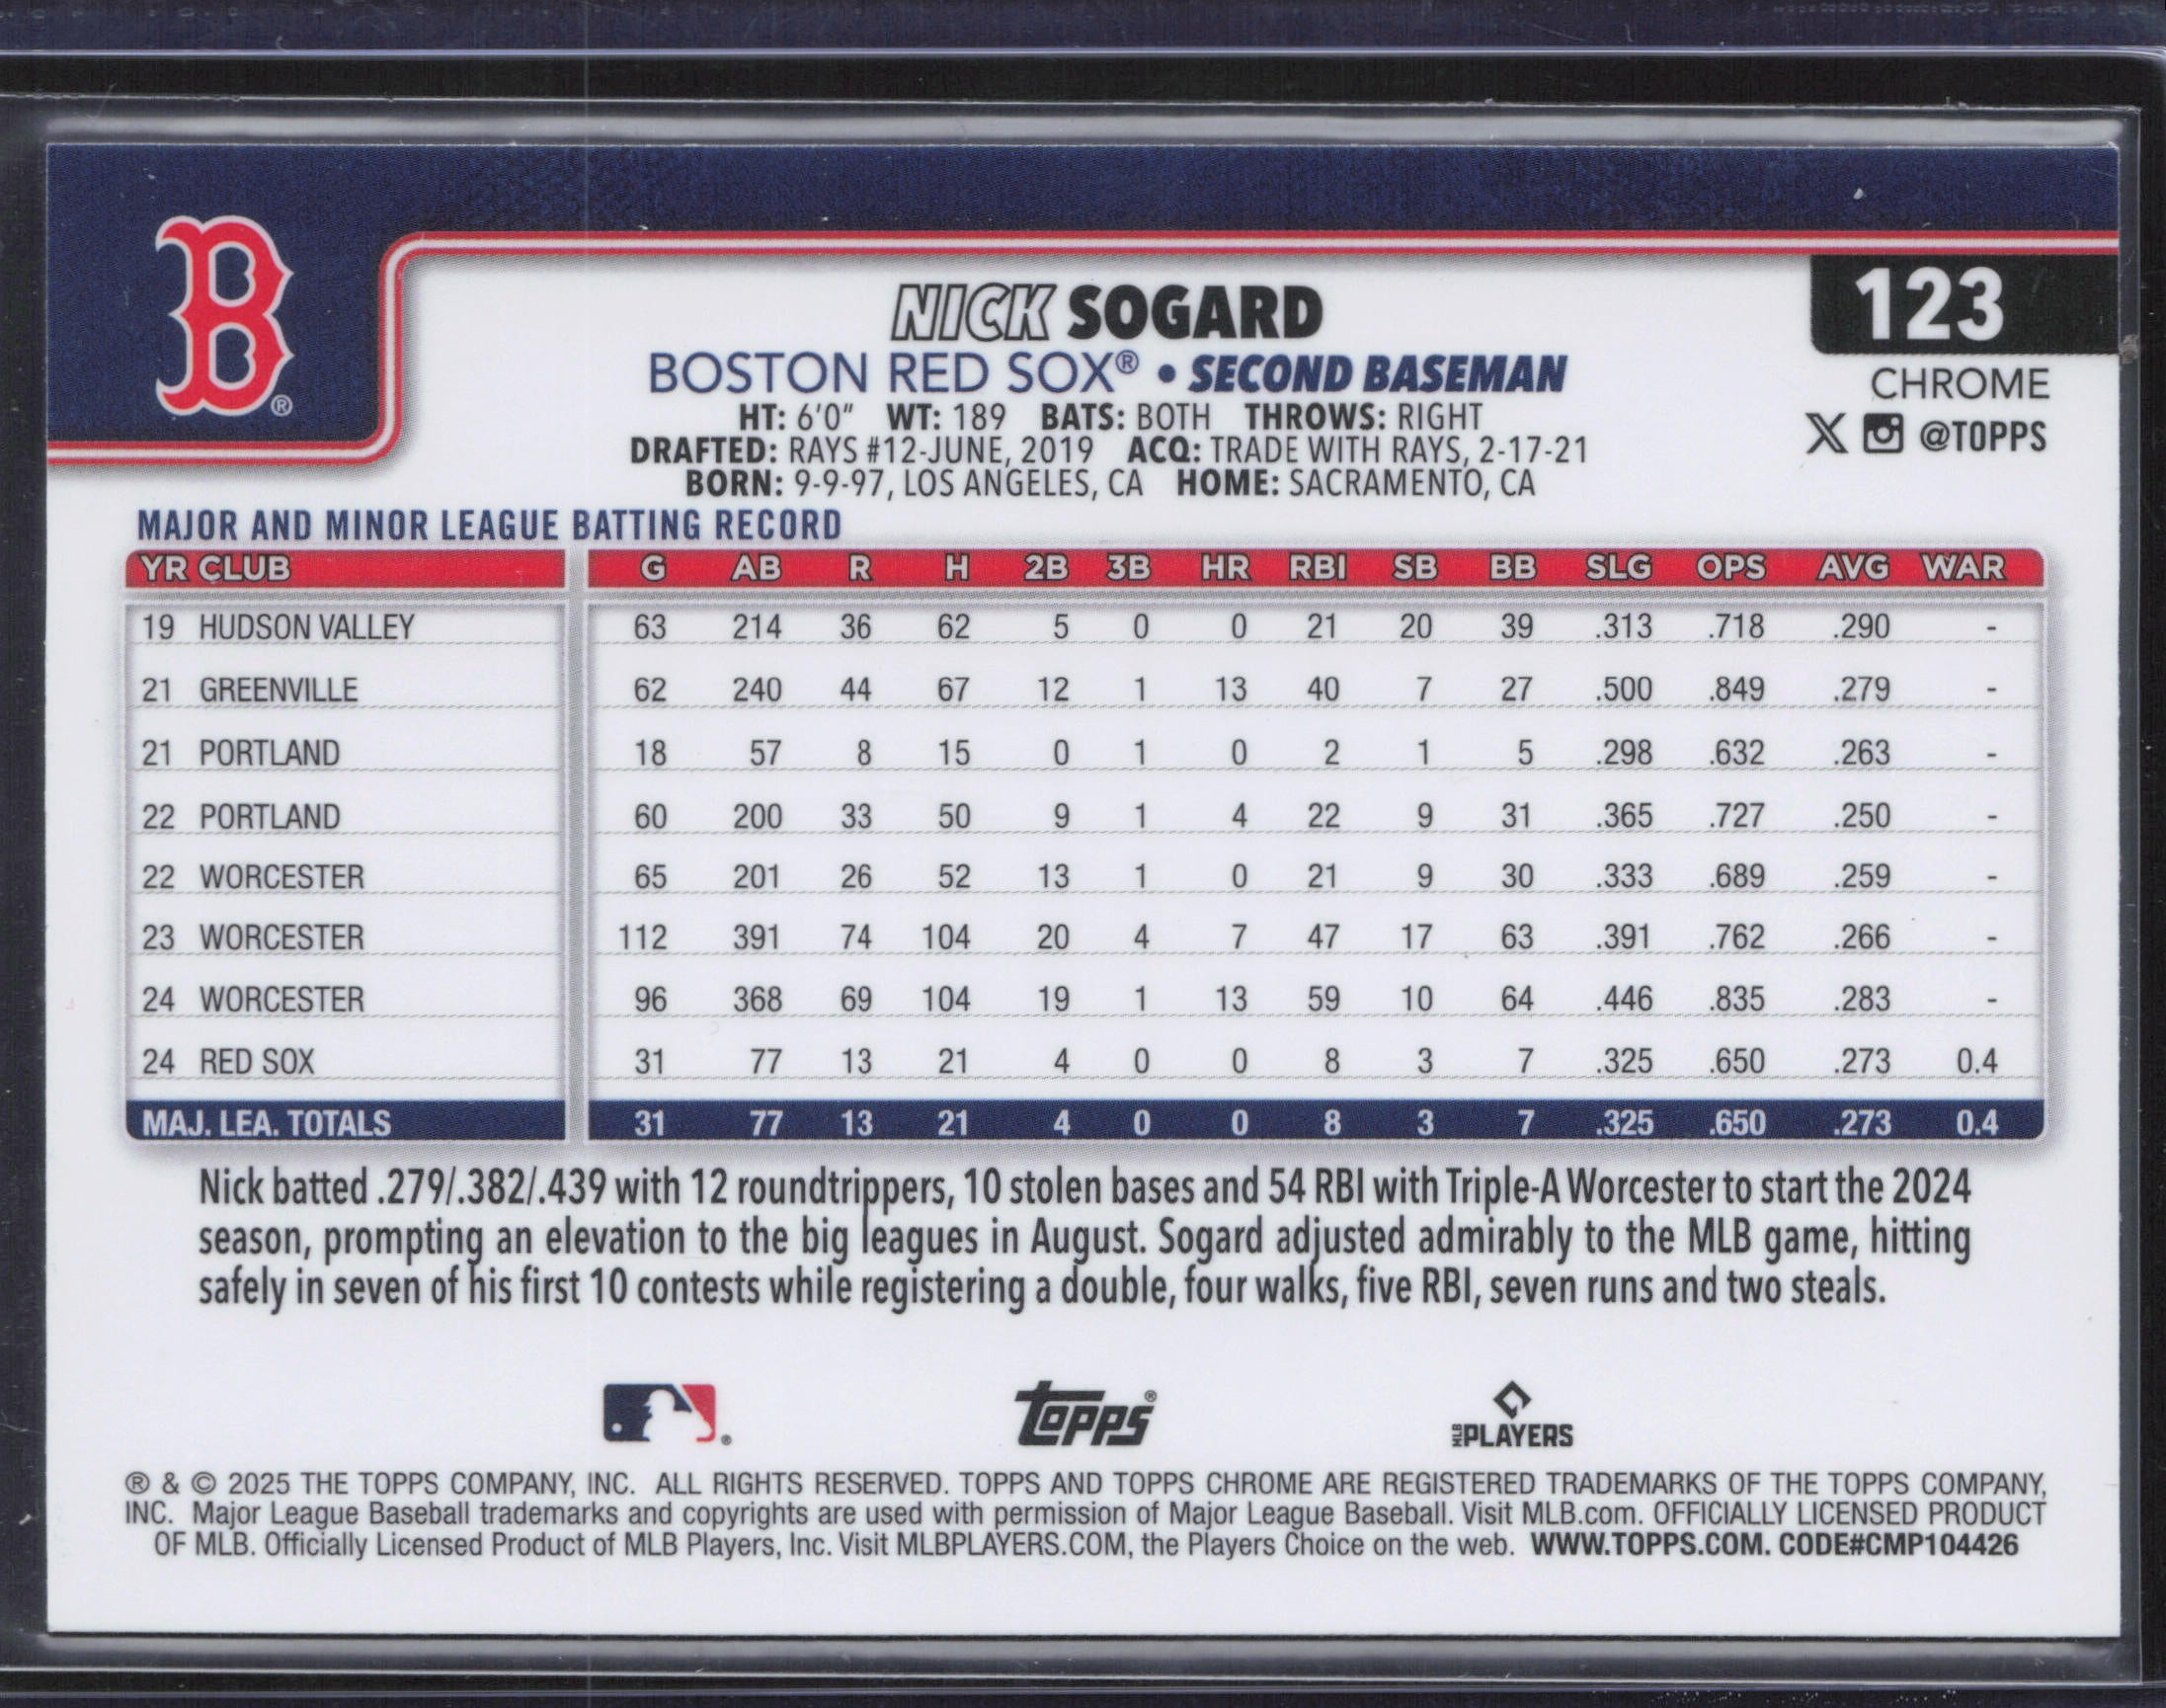 B®
NICK SOGARD
123
BOSTON RED SOX® • SECOND BASEMAN
CHROME
HT: 6'0" WT: 189 BATS: BOTH THROWS: RIGHT
X @TOPPS
DRAFTED: RAYS #12-JUNE, 2019 ACQ: TRADE WITH RAYS, 2-17-21
BORN: 9-9-97, LOS ANGELES, CA HOME: SACRAMENTO, CA
MAJOR AND MINOR LEAGUE BATTING RECORD
YR CLUB G AB R H 2B 3B HR RBI SB BB SLG OPS AVG WAR
19 HUDSON VALLEY 63 214 36 62 5 0 0 21 20 39 .313 .718 .290 -
21 GREENVILLE 62 240 44 67 12 1 13 40 7 27 .500 .849 .279 -
21 PORTLAND 18 57 8 15 0 1 0 2 1 5 .298 .632 .263 -
22 PORTLAND 60 200 33 50 9 1 4 22 9 31 .365 .727 .250 -
22 WORCESTER 65 201 26 52 13 1 0 21 9 30 .333 .689 .259 -
23 WORCESTER 112 391 74 104 20 4 7 47 17 63 .391 .762 .266 -
24 WORCESTER 96 368 69 104 19 1 13 59 10 64 .446 .835 .283 -
24 RED SOX 31 77 13 21 4 0 0 8 3 7 .325 .650 .273 0.4
MAJ. LEA. TOTALS 31 77 13 21 4 0 0 8 3 7 .325 .650 .273 0.4
Nick batted .279/.382/.439 with 12 roundtrippers, 10 stolen bases and 54 RBI with Triple-A Worcester to start the 2024
season, prompting an elevation to the big leagues in August. Sogard adjusted admirably to the MLB game, hitting
safely in seven of his first 10 contests while registering a double, four walks, five RBI, seven runs and two steals.
® TOPPS® MLB PLAYERS
® & © 2025 THE TOPPS COMPANY, INC. ALL RIGHTS RESERVED. TOPPS AND TOPPS CHROME ARE REGISTERED TRADEMARKS OF THE TOPPS COMPANY,
INC. Major League Baseball trademarks and copyrights are used with permission of Major League Baseball. Visit MLB.com. OFFICIALLY LICENSED PRODUCT
OF MLB. Officially Licensed Product of MLB Players, Inc. Visit MLBPLAYERS.COM, the Players Choice on the web. WWW.TOPPS.COM. CODE#CMP104426